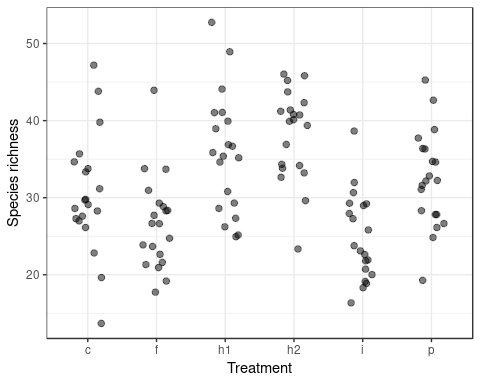 Species richness
50
40
30
20
c f h1 h2 i p
Treatment